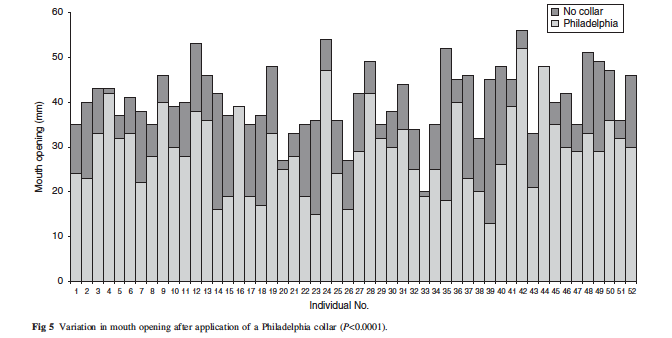 No collar
Philadelphia
60
50
40
30
20
10
0
Mouth opening (mm)
1 2 3 4 5 6 7 8 9 10 11 12 13 14 15 16 17 18 19 20 21 22 23 24 25 26 27 28 29 30 31 32 33 34 35 36 37 38 39 40 41 42 43 44 45 46 47 48 49 50 51 52
Individual No.
Fig 5 Variation in mouth opening after application of a Philadelphia collar (P<0.0001).